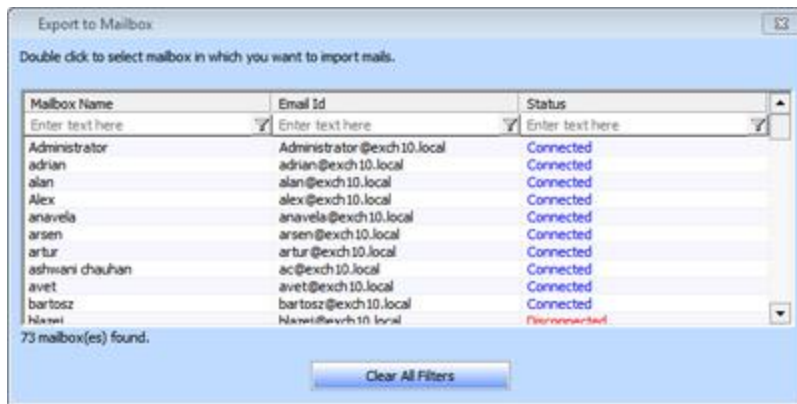 Export to Mailbox
Double click to select mailbox in which you want to import mails.
Mailbox Name Email Id Status
Enter text here Enter text here Enter text here
Administrator Administrator@exch10.local Connected
adrian adrian@exch10.local Connected
alan alan@exch10.local Connected
Alex alex@exch10.local Connected
anavela anavela@exch10.local Connected
arsen arsen@exch10.local Connected
artur artur@exch10.local Connected
ashwani chauhan ac@exch10.local Connected
avet avet@exch10.local Connected
bartosz bartosz@exch10.local Connected
blazej blazej@exch10.local Disconnected
73 mailbox(es) found.
Clear All Filters